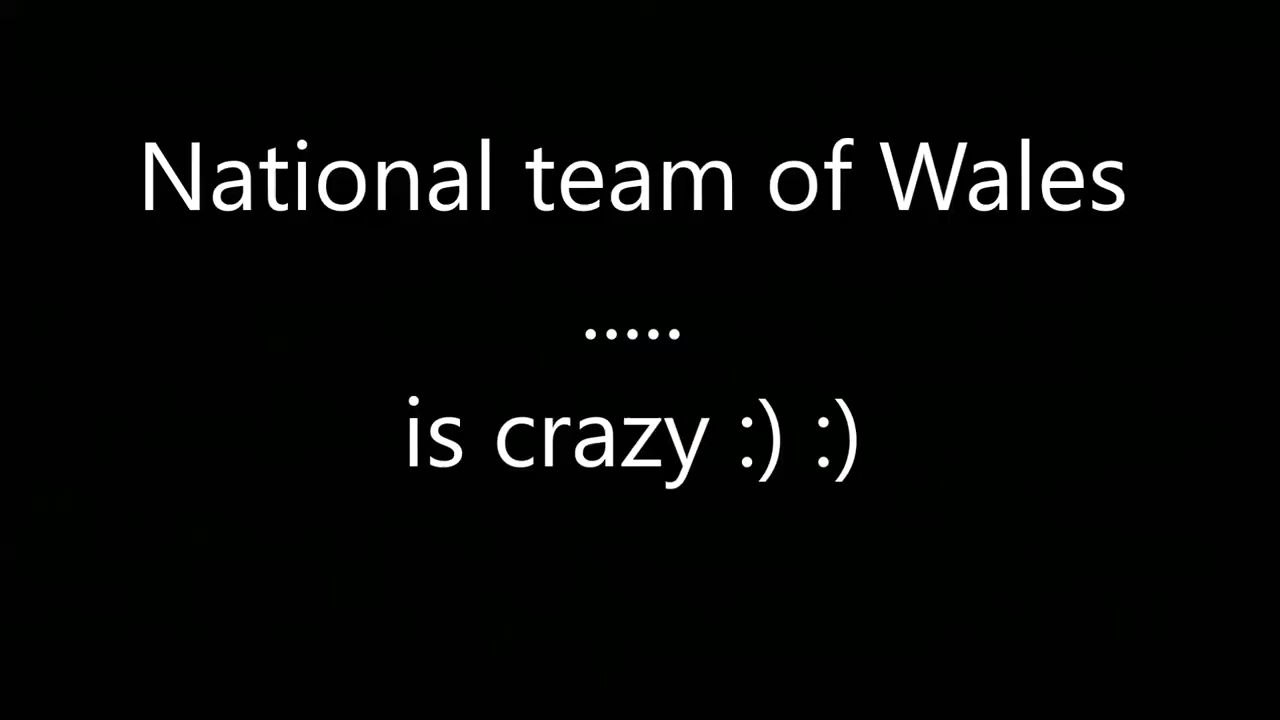 National team of Wales
.....
is crazy :) :)